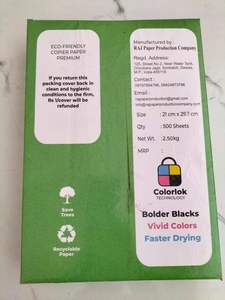 ECO-FRIENDLY
COPIER PAPER
PREMIUM
If you return this
packing cover back in
clean and hygienic
conditions to the firm,
Rs 1/cover will be
refunded
Save
Trees
Recyclable
Paper
Manufactured by :
RAJ Paper Production Company
Regd. Address:
Email :
Size : 21 cm x 29.7 cm
Qty. : 500 Sheets
Net Wt. : 2.50kg
MRP :
Colorlok
TECHNOLOGY
Bolder Blacks
Vivid Colors
Faster Drying